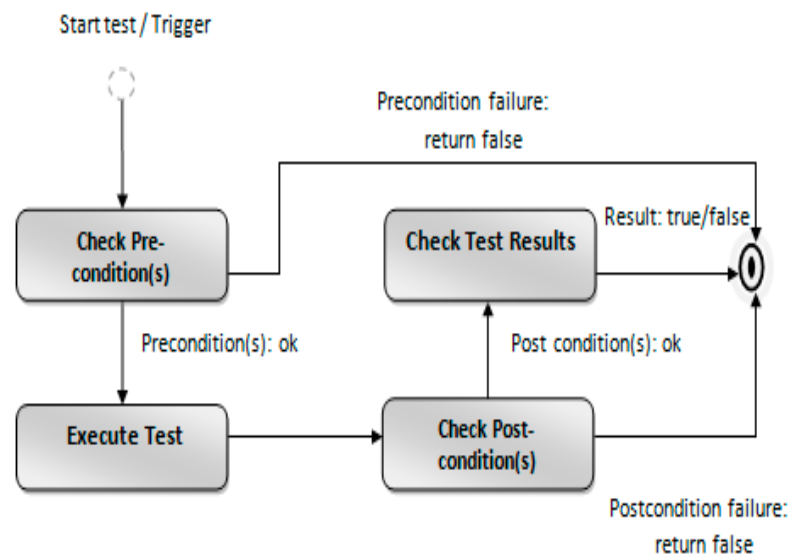 Start test / Trigger
Precondition failure:
return false
Check Pre-
condition(s)
Check Test Results
Result: true/false
Precondition(s): ok
Post condition(s): ok
Execute Test
Check Post-
condition(s)
Postcondition failure:
return false